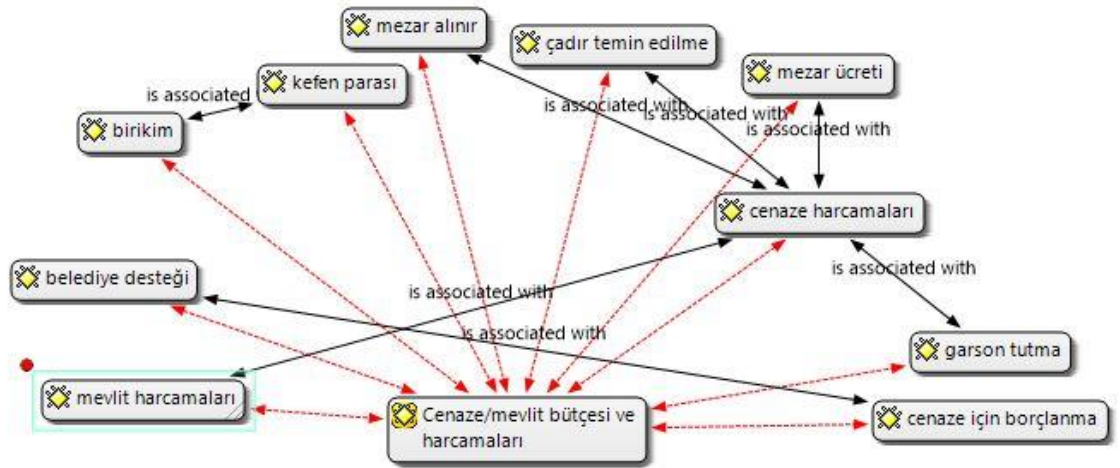 mezar alınır
çadır temin edilme
mezar ücreti
kefen parası
is associated
birikim
is associated with
is associated with
is associated with
cenaze harcamaları
belediye desteği
is associated with
is associated with
is associated with
garson tutma
mevlit harcamaları
Cenaze/mevlit bütçesi ve
harcamaları
cenaze için borçlanma